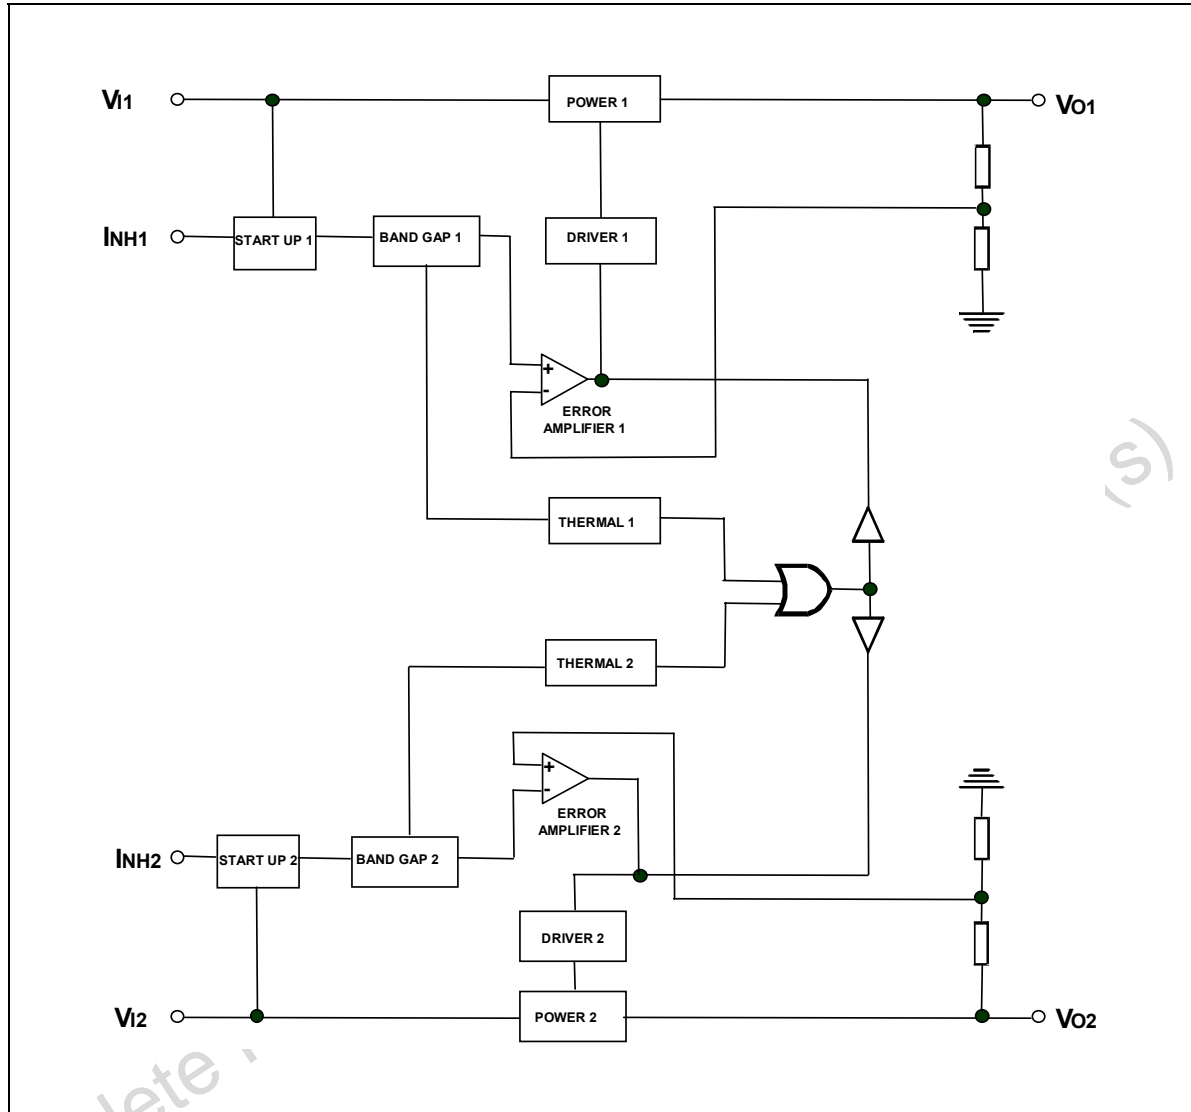 VI1
POWER 1
VO1
INH1
START UP 1
BAND GAP 1
DRIVER 1
+
-
ERROR
AMPLIFIER 1
(s)
THERMAL 1
THERMAL 2
+
-
ERROR
AMPLIFIER 2
INH2
START UP 2
BAND GAP 2
DRIVER 2
VI2
POWER 2
VO2
lete